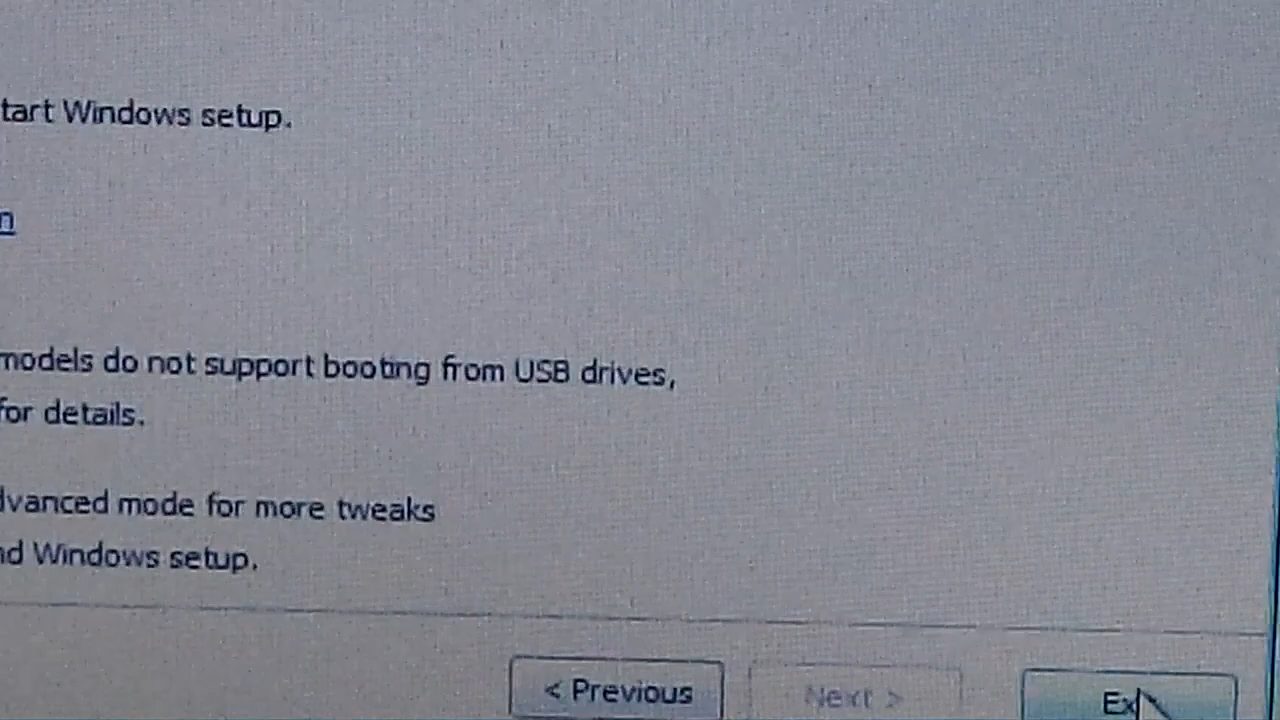 tart Windows setup.
n
models do not support booting from USB drives,
for details.
dvanced mode for more tweaks
nd Windows setup.
< Previous
Next >
Ex